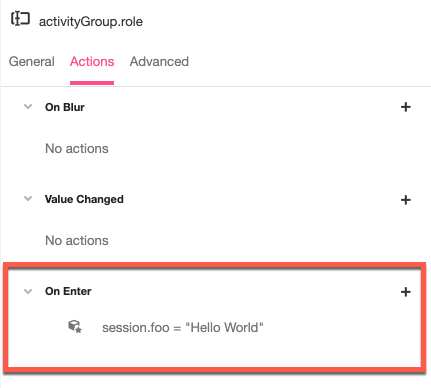 activityGroup.role
General Actions Advanced
On Blur
No actions
Value Changed
No actions
On Enter
session.foo = "Hello World"